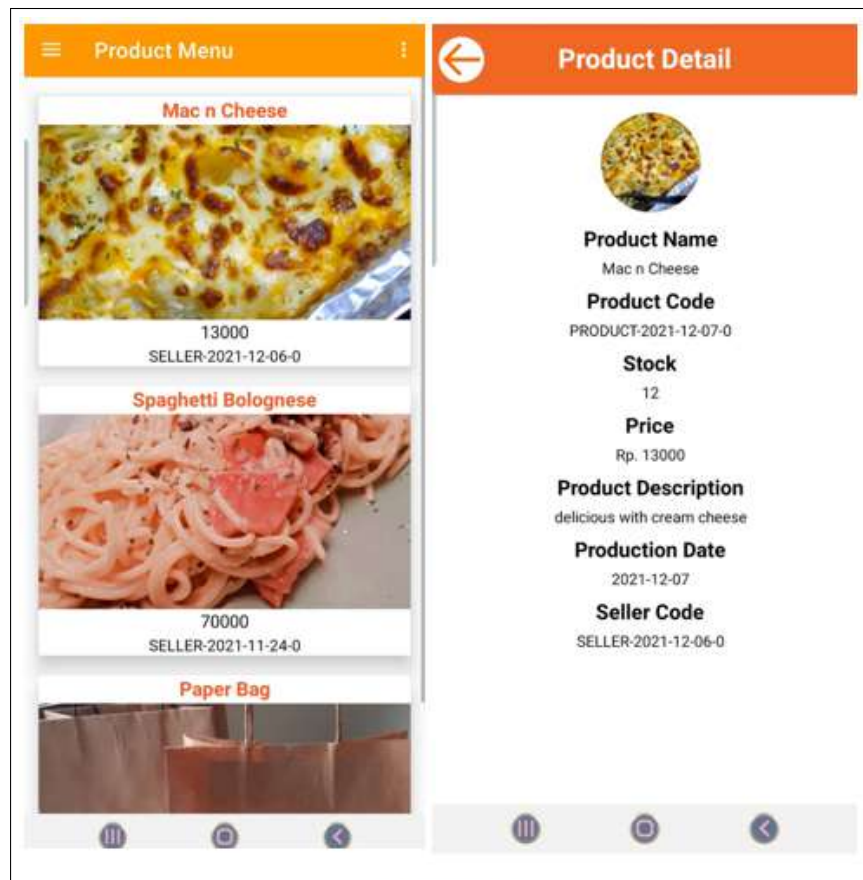 Product Menu
Mac n Cheese
13000
SELLER-2021-12-06-0
Spaghetti Bolognese
70000
SELLER-2021-11-24-0
Paper Bag
Product Detail
Product Name
Mac n Cheese
Product Code
PRODUCT-2021-12-07-0
Stock
12
Price
Rp. 13000
Product Description
delicious with cream cheese
Production Date
2021-12-07
Seller Code
SELLER-2021-12-06-0